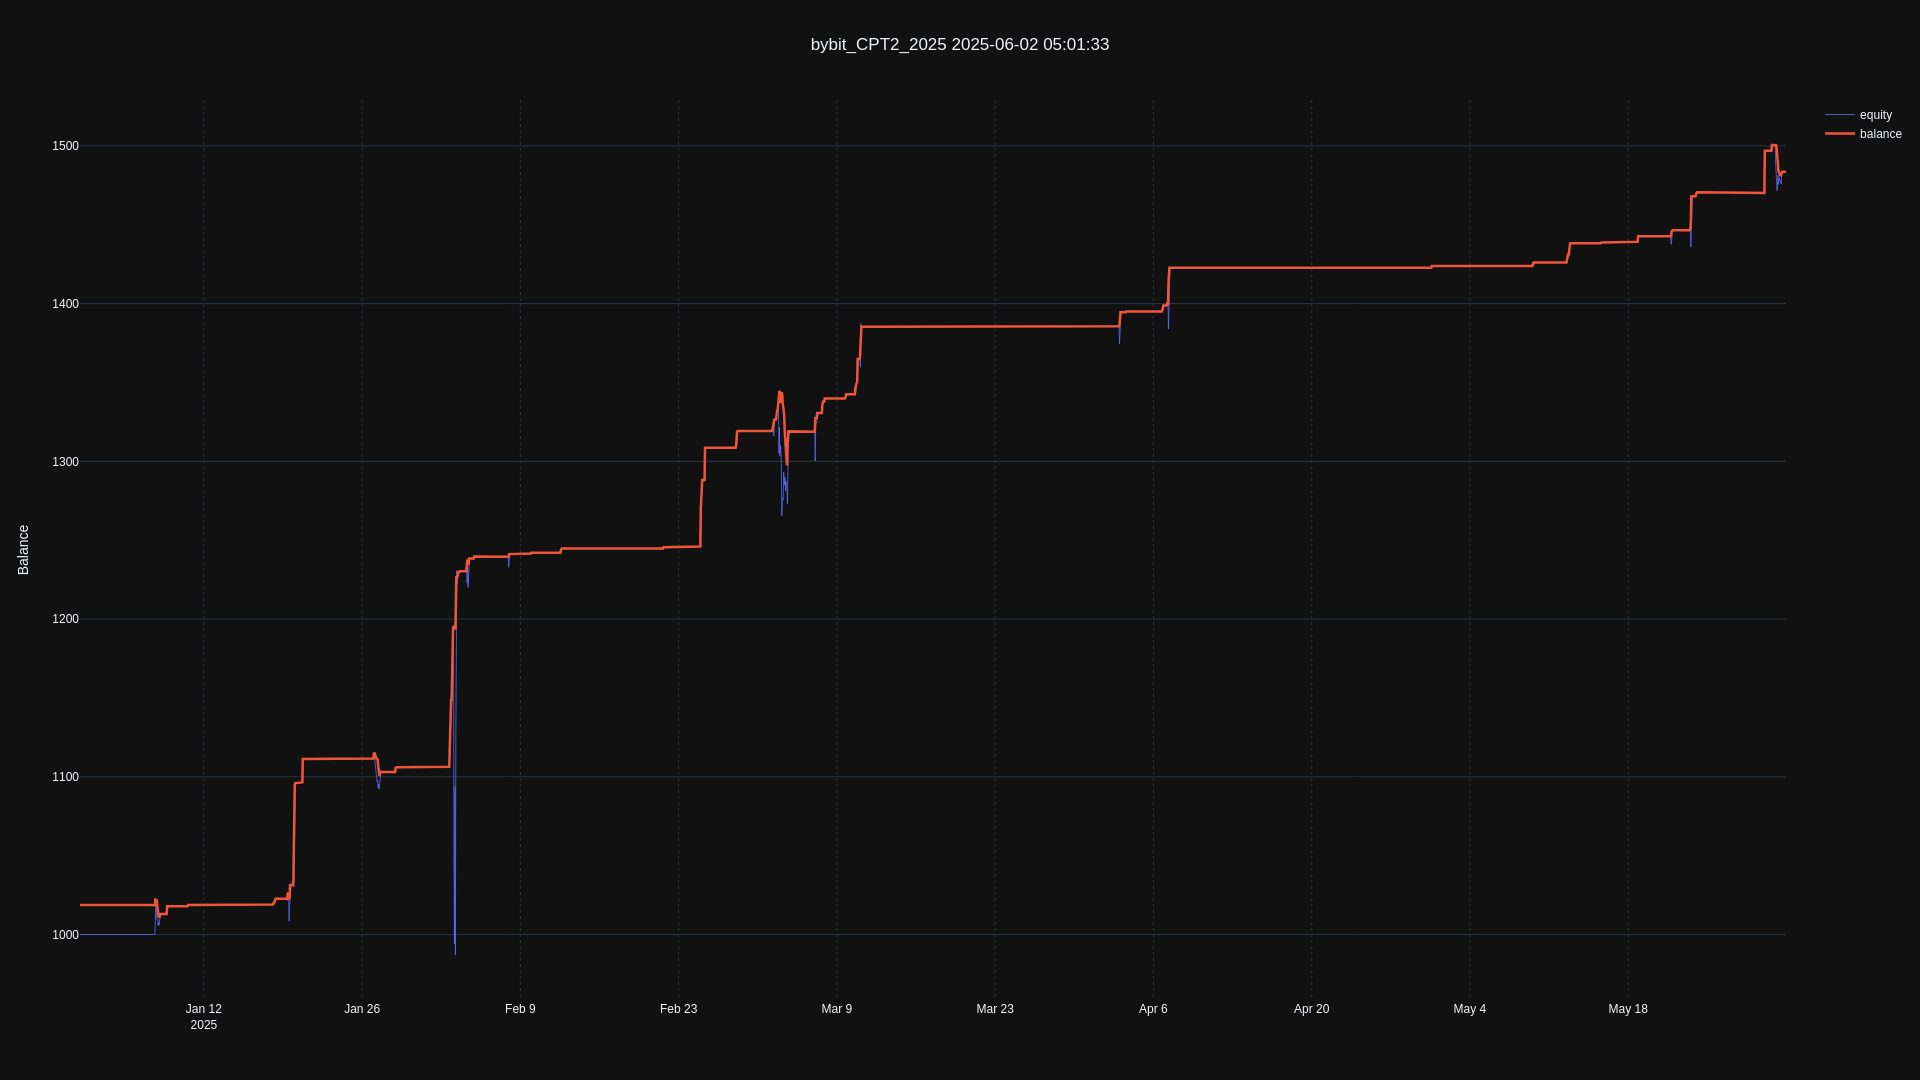 bybit_CPT2_2025 2025-06-02 05:01:33
equity
balance
1500
1400
1300
1200
1100
1000
Balance
Jan 12
2025
Jan 26
Feb 9
Feb 23
Mar 9
Mar 23
Apr 6
Apr 20
May 4
May 18